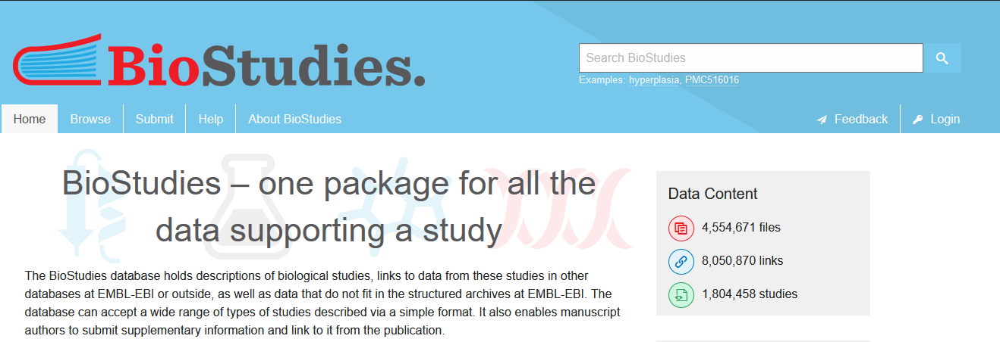 BioStudies.
Search BioStudies
Examples: hyperplasia, PMC516016
Home Browse Submit Help About BioStudies Feedback Login
BioStudies – one package for all the
data supporting a study
The BioStudies database holds descriptions of biological studies, links to data from these studies in other
databases at EMBL-EBI or outside, as well as data that do not fit in the structured archives at EMBL-EBI. The
database can accept a wide range of types of studies described via a simple format. It also enables manuscript
authors to submit supplementary information and link to it from the publication.
Data Content
4,554,671 files
8,050,870 links
1,804,458 studies